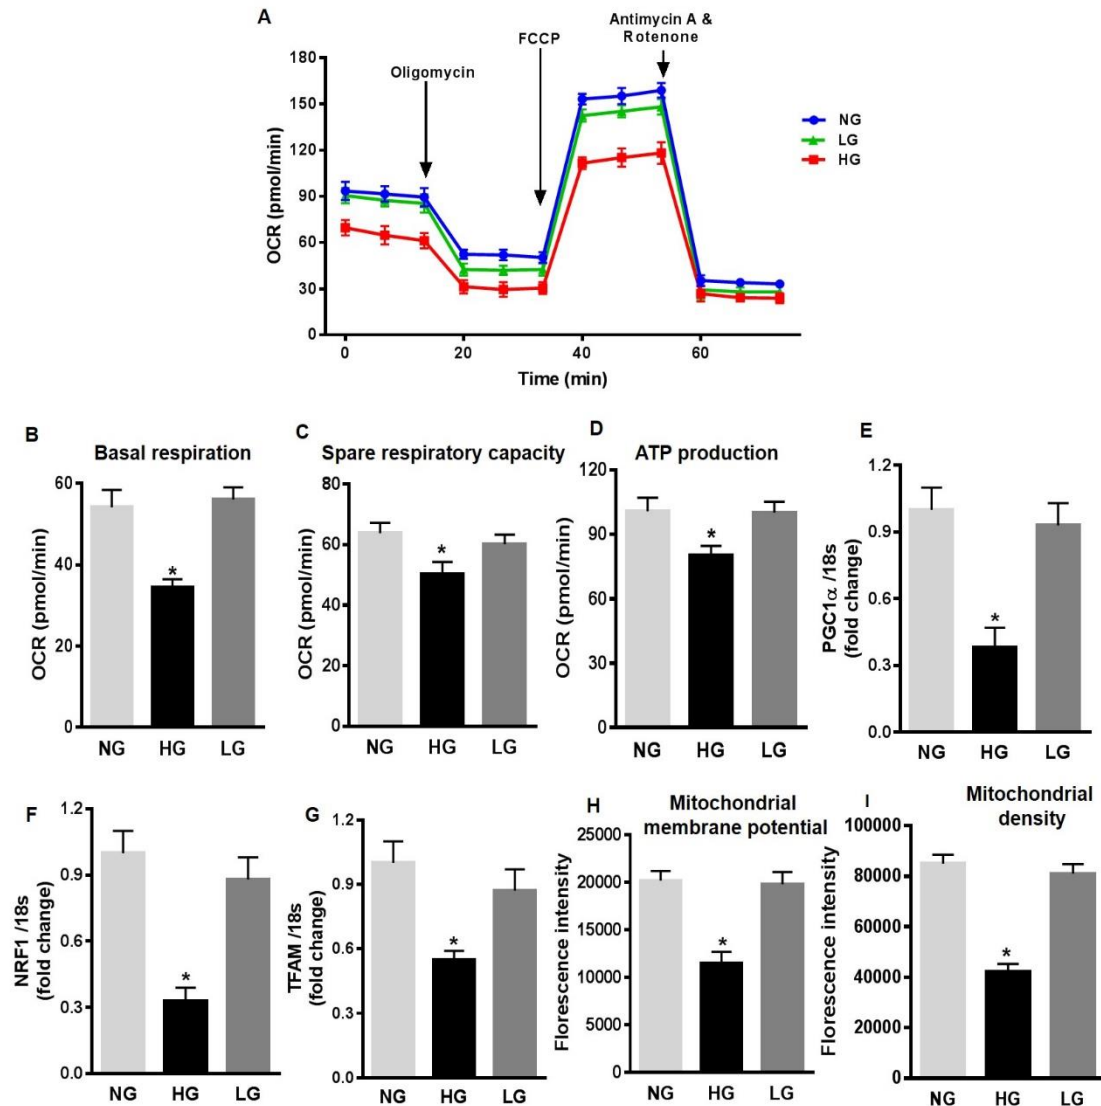 A
Antimycin A &
Rotenone
FCCP
Oligomycin
180
150
120
90
60
30
0
OCR (pmol/min)
0
20
40
60
Time (min)
NG
LG
HG
B
Basal respiration
60
40
20
0
OCR (pmol/min)
NG
HG
LG
*
C
Spare respiratory capacity
80
60
40
20
0
OCR (pmol/min)
NG
HG
LG
*
D
ATP production
120
90
60
30
0
OCR (pmol/min)
NG
HG
LG
*
E
1.2
0.9
0.6
0.3
0.0
PGC1α /18s
(fold change)
NG
HG
LG
*
F
1.2
0.9
0.6
0.3
0.0
NRF1 /18s
(fold change)
NG
HG
LG
*
G
1.2
0.9
0.6
0.3
0.0
TFAM /18s
(fold change)
NG
HG
LG
*
H
Mitochondrial
membrane potential
25000
20000
15000
10000
5000
0
Florescence intensity
NG
HG
LG
*
I
Mitochondrial
density
100000
80000
60000
40000
20000
0
Florescence intensity
NG
HG
LG
*